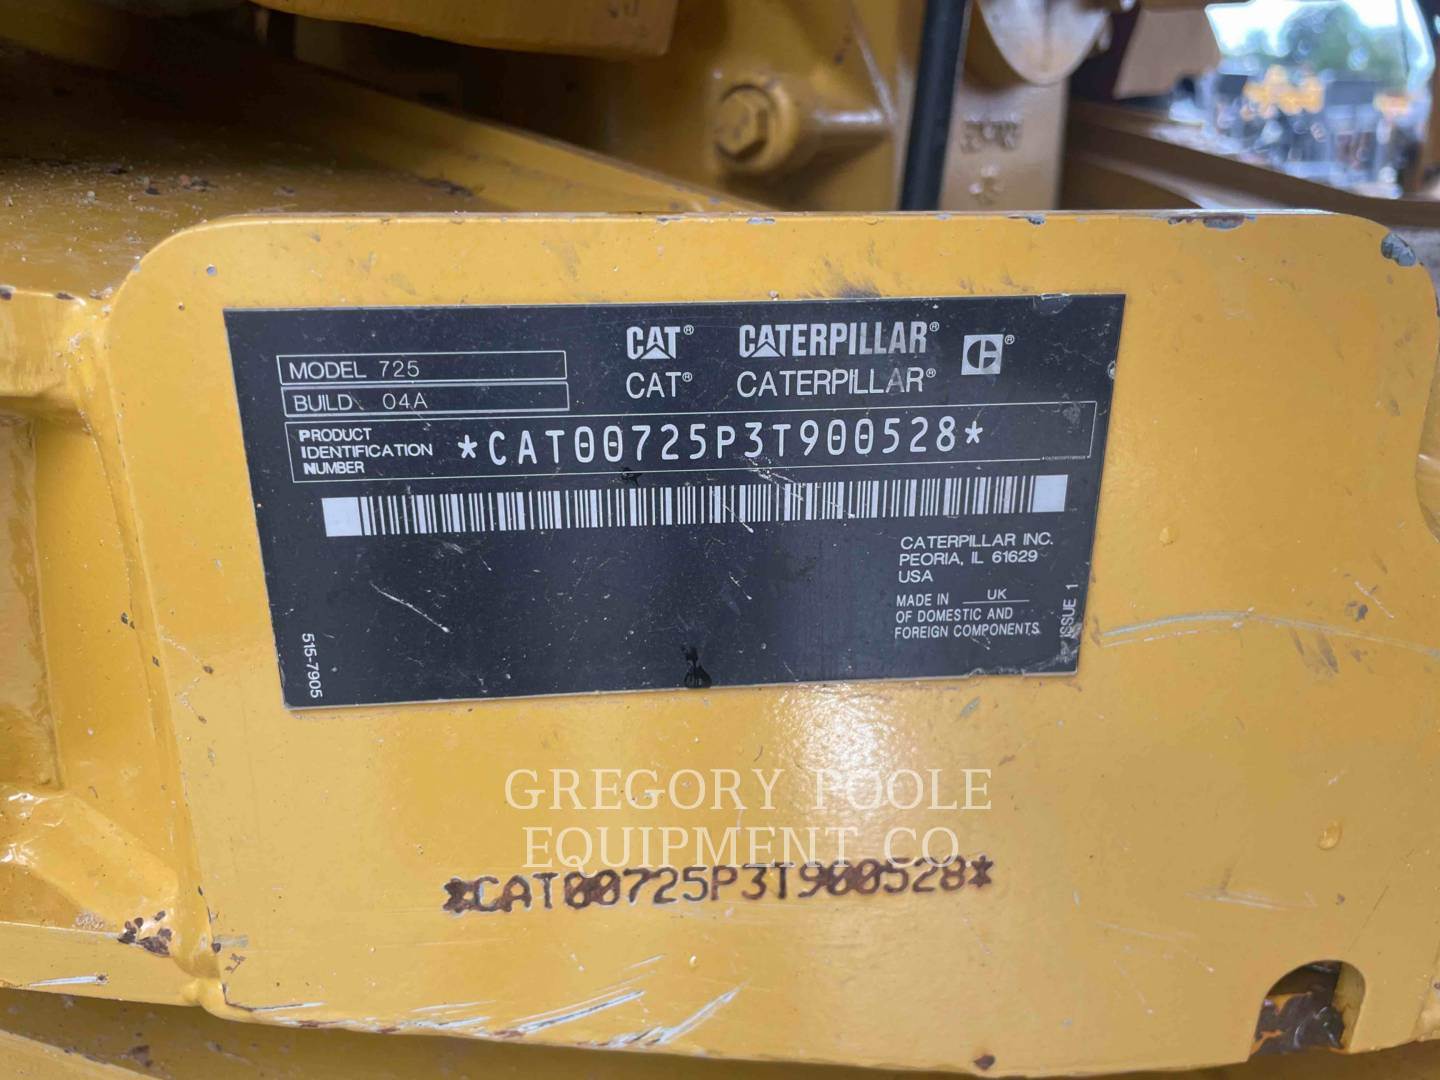 MODEL 725
BUILD 04A
CAT® CATERPILLAR® C®
CAT® CATERPILLAR®
PRODUCT
IDENTIFICATION
NUMBER
*CAT00725P3T900528*
CATERPILLAR INC.
PEORIA, IL 61629
USA
MADE IN UK
OF DOMESTIC AND
FOREIGN COMPONENTS
ISSUE 1
515-7905
GREGORY POOLE
EQUIPMENT CO
*CAT00725P3T900528*